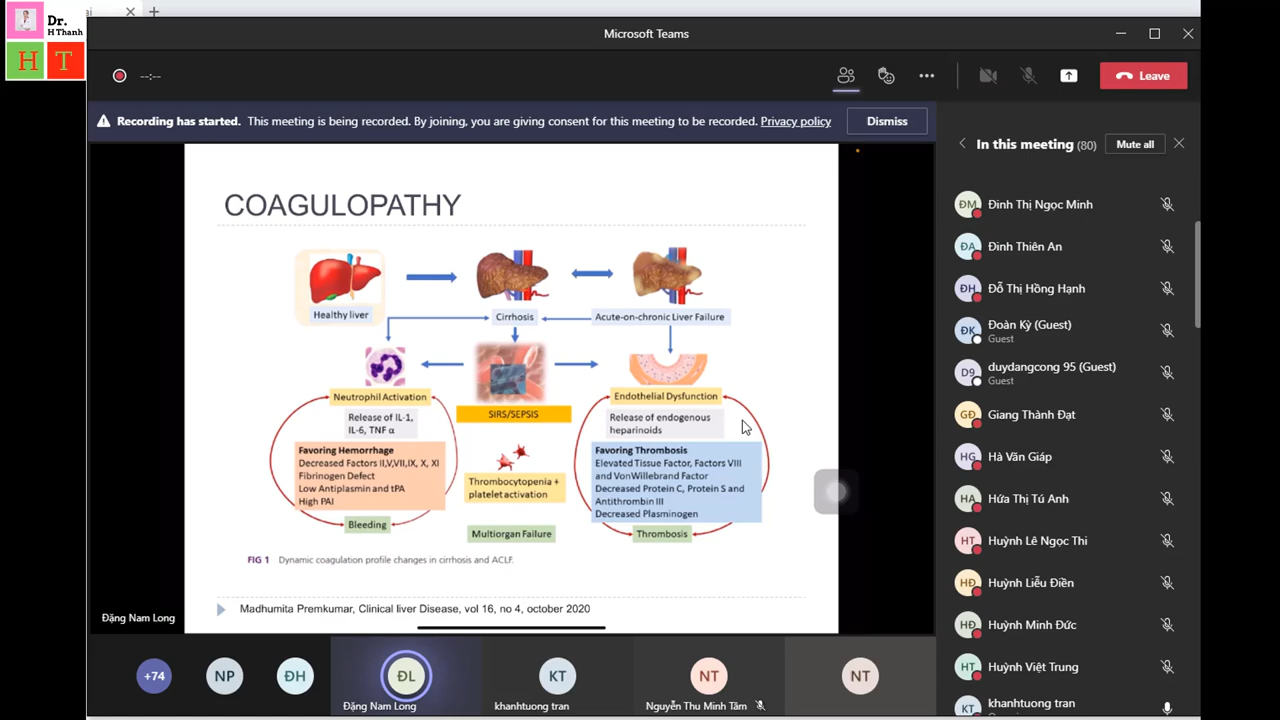 Dr.
H Thanh
H T
ai
Microsoft Teams
--:--
Leave
Recording has started. This meeting is being recorded. By joining, you are giving consent for this meeting to be recorded. Privacy policy
Dismiss
COAGULOPATHY
Healthy liver
Cirrhosis
Acute-on-chronic Liver Failure
Neutrophil Activation
Release of IL-1,
IL-6, TNF α
Favoring Hemorrhage
Decreased Factors II,V,VII,IX, X, XI
Fibrinogen Defect
Low Antiplasmin and tPA
High PAI
Bleeding
SIRS/SEPSIS
Thrombocytopenia +
platelet activation
Multiorgan Failure
Endothelial Dysfunction
Release of endogenous
heparinoids
Favoring Thrombosis
Elevated Tissue Factor, Factors VIII
and VonWillebrand Factor
Decreased Protein C, Protein S and
Antithrombin III
Decreased Plasminogen
Thrombosis
FIG 1 Dynamic coagulation profile changes in cirrhosis and ACLF.
Madhumita Premkumar, Clinical liver Disease, vol 16, no 4, october 2020
Đặng Nam Long
+74
NP
ĐH
ĐL
Đặng Nam Long
KT
khanhtuong tran
NT
Nguyễn Thu Minh Tâm
NT
In this meeting (80)
Mute all
ĐM
Đinh Thị Ngọc Minh
ĐA
Đinh Thiên An
ĐH
Đỗ Thị Hồng Hạnh
ĐK
Đoàn Kỳ (Guest)
Guest
D9
duydangcong 95 (Guest)
Guest
GĐ
Giang Thành Đạt
HG
Hà Văn Giáp
HA
Hứa Thị Tú Anh
HT
Huỳnh Lê Ngọc Thi
HĐ
Huỳnh Liễu Điền
HĐ
Huỳnh Minh Đức
HT
Huỳnh Việt Trung
KT
khanhtuong tran